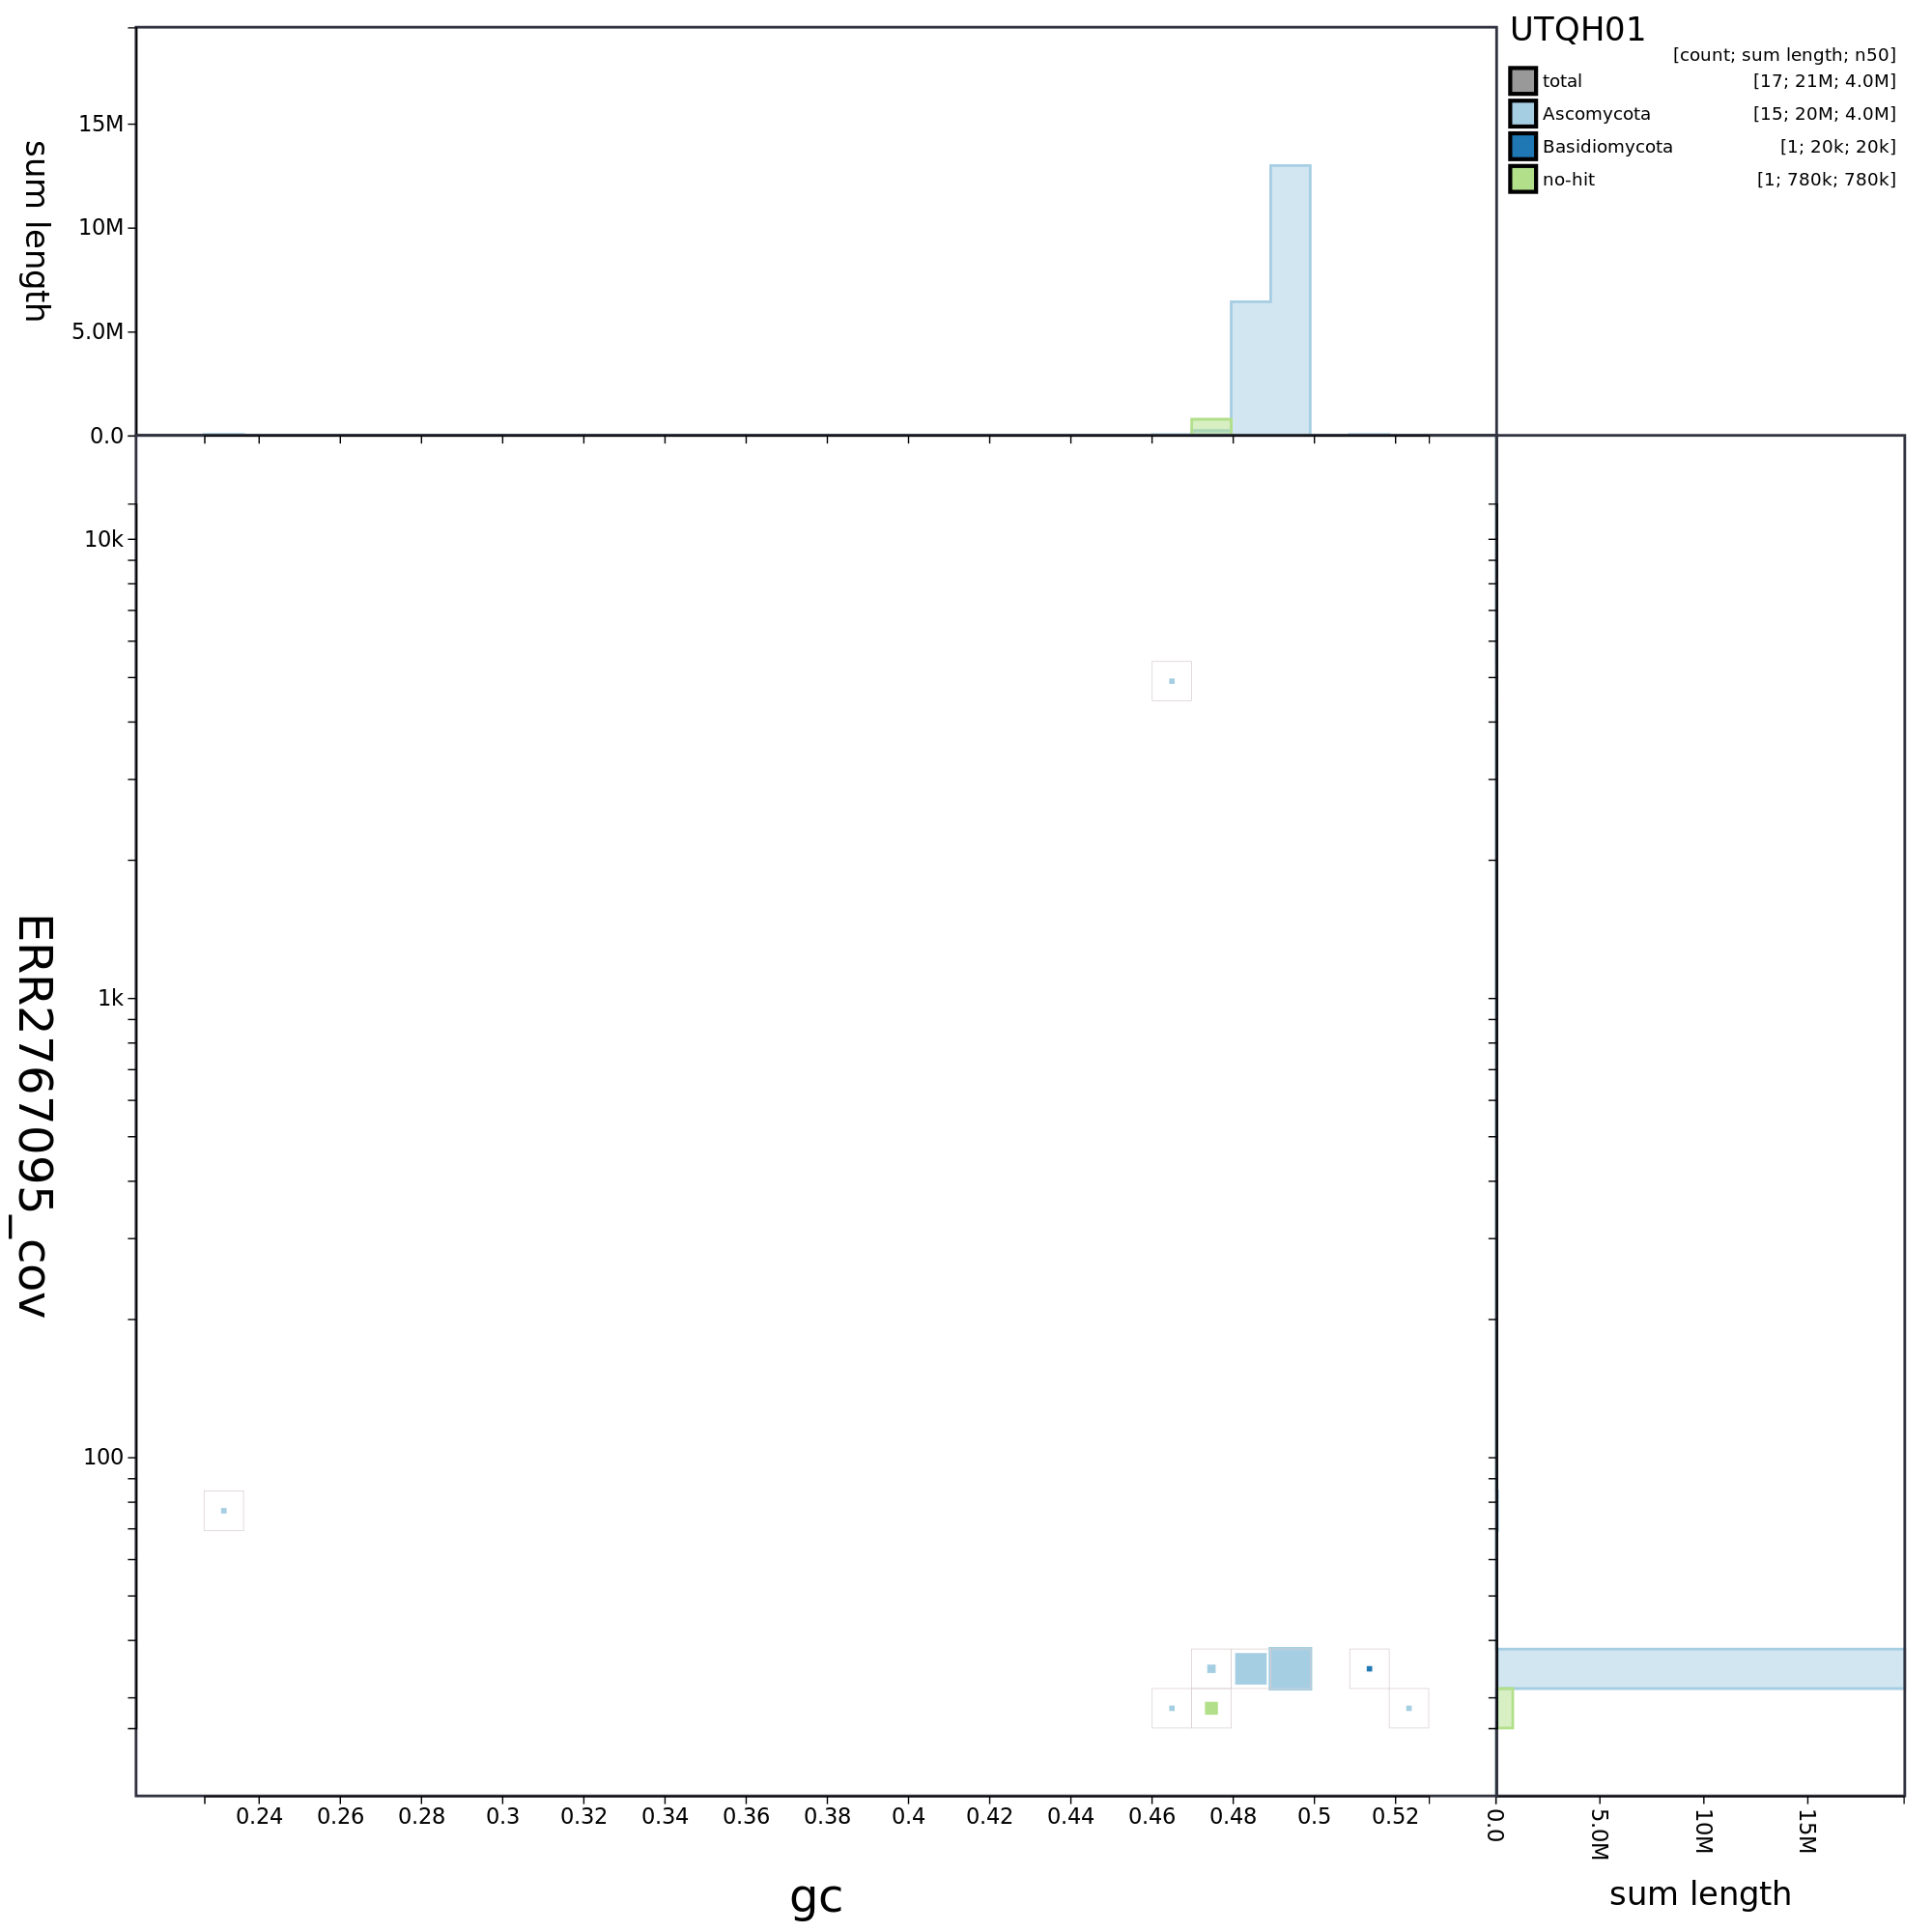 UTQH01
[count; sum length; n50]
total [17; 21M; 4.0M]
Ascomycota [15; 20M; 4.0M]
Basidiomycota [1; 20k; 20k]
no-hit [1; 780k; 780k]
sum length
15M
10M
5.0M
0.0
ERR2767095_cov
10k
1k
100
0.24 0.26 0.28 0.3 0.32 0.34 0.36 0.38 0.4 0.42 0.44 0.46 0.48 0.5 0.52
gc
0.0 5.0M 10M 15M
sum length